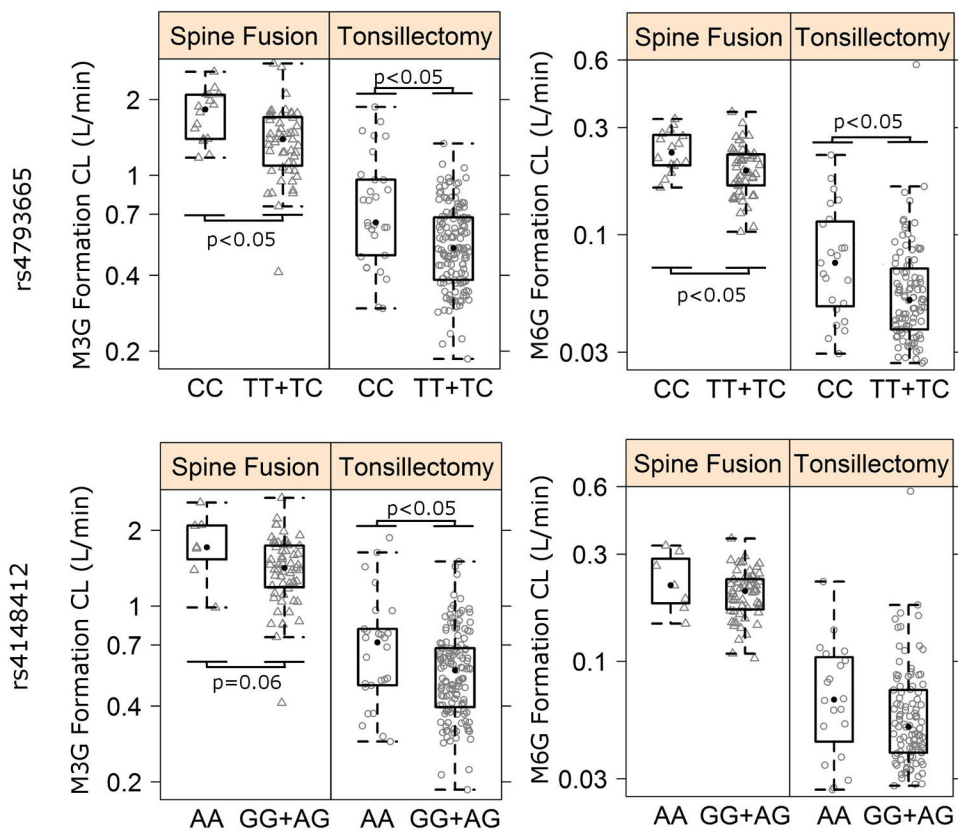 rs4793665
M3G Formation CL (L/min)
Spine Fusion Tonsillectomy
2
1
0.7
0.4
0.2
p<0.05
p<0.05
CC TT+TC CC TT+TC
M6G Formation CL (L/min)
Spine Fusion Tonsillectomy
0.6
0.3
0.1
0.03
p<0.05
p<0.05
CC TT+TC CC TT+TC
rs4148412
M3G Formation CL (L/min)
Spine Fusion Tonsillectomy
2
1
0.7
0.4
0.2
p<0.05
p=0.06
AA GG+AG AA GG+AG
M6G Formation CL (L/min)
Spine Fusion Tonsillectomy
0.6
0.3
0.1
0.03
AA GG+AG AA GG+AG